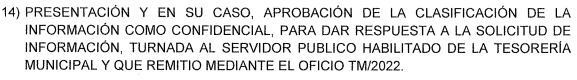 14) PRESENTACIÓN Y EN SU CASO, APROBACIÓN DE LA CLASIFICACIÓN DE LA
INFORMACIÓN COMO CONFIDENCIAL, PARA DAR RESPUESTA A LA SOLICITUD DE
INFORMACIÓN, TURNADA AL SERVIDOR PUBLICO HABILITADO DE LA TESORERÍA
MUNICIPAL Y QUE REMITIO MEDIANTE EL OFICIO TM/2022.